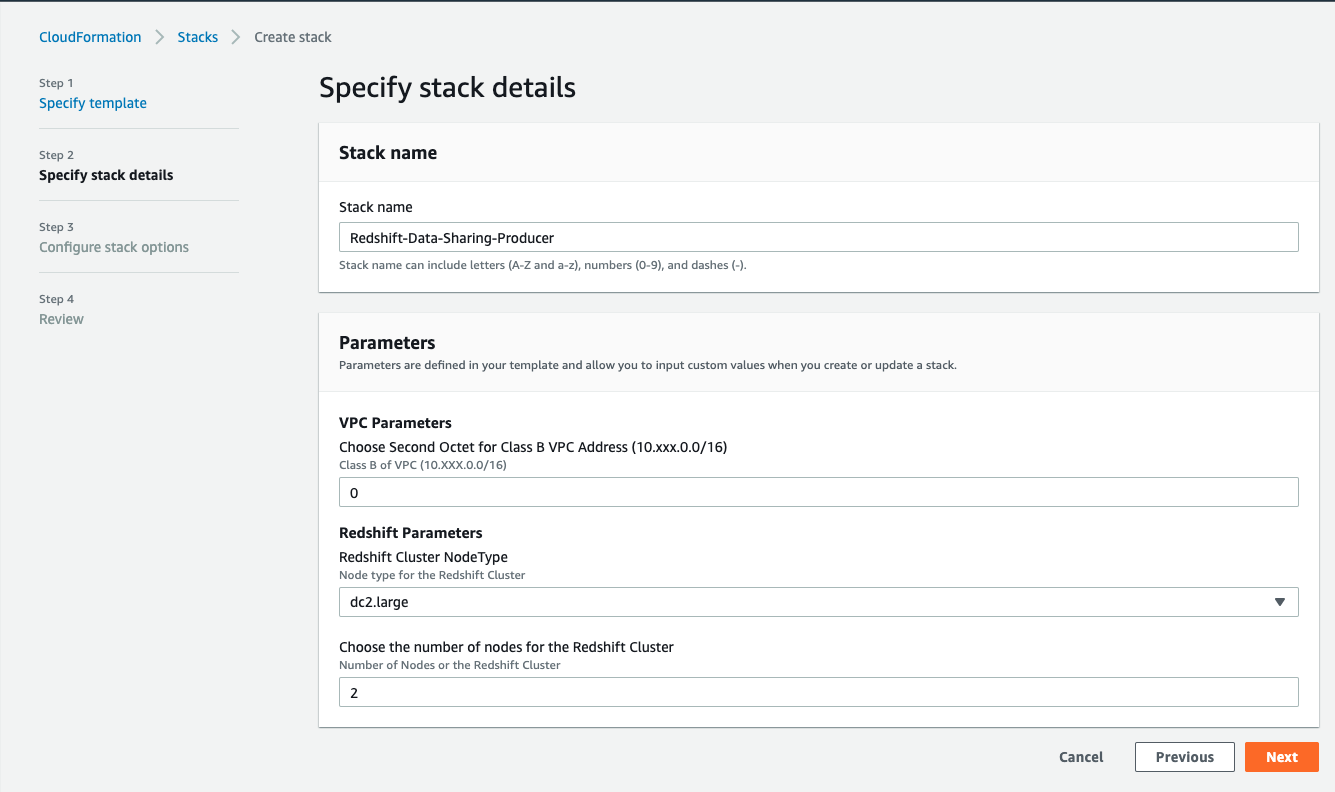 CloudFormation > Stacks > Create stack
Step 1
Specify template
Step 2
Specify stack details
Step 3
Configure stack options
Step 4
Review
Specify stack details
Stack name
Stack name
Redshift-Data-Sharing-Producer
Stack name can include letters (A-Z and a-z), numbers (0-9), and dashes (-).
Parameters
Parameters are defined in your template and allow you to input custom values when you create or update a stack.
VPC Parameters
Choose Second Octet for Class B VPC Address (10.xxx.0.0/16)
Class B of VPC (10.XXX.0.0/16)
0
Redshift Parameters
Redshift Cluster NodeType
Node type for the Redshift Cluster
dc2.large
Choose the number of nodes for the Redshift Cluster
Number of Nodes or the Redshift Cluster
2
Cancel Previous Next